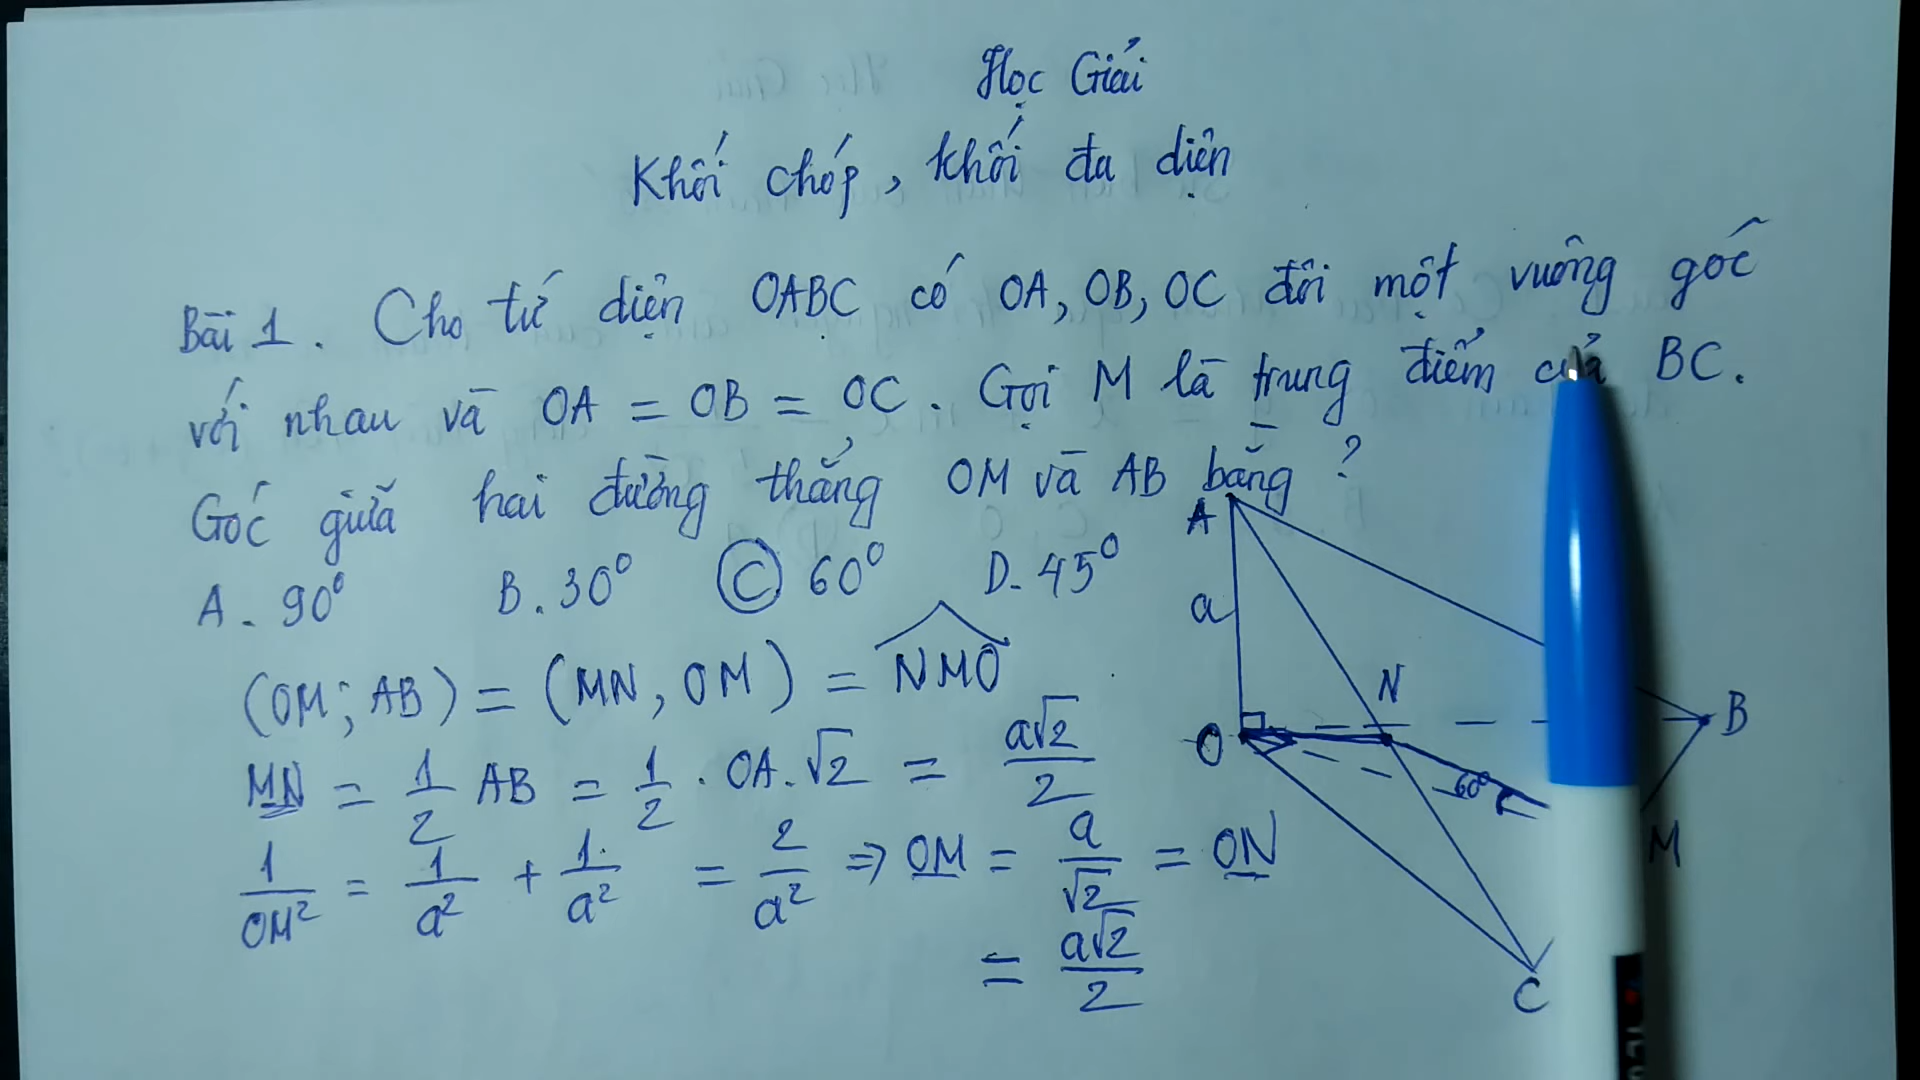 Học Giải
Khối chóp, khối đa diện
Bài 1. Cho tứ diện OABC có OA, OB, OC đôi một vuông góc
với nhau và OA = OB = OC. Gọi M là trung điểm của BC.
Góc giữa hai đường thẳng OM và AB bằng ?
A. 90° B. 30° C 60° D. 45°
(OM; AB) = (MN, OM) = NMO
MN = 1/2 AB = 1/2 . OA.√2 = a√2/2
1/OM² = 1/a² + 1/a² = 2/a² => OM = a/√2 = ON
= a√2/2
A
a
N
B
O
60°
M
C